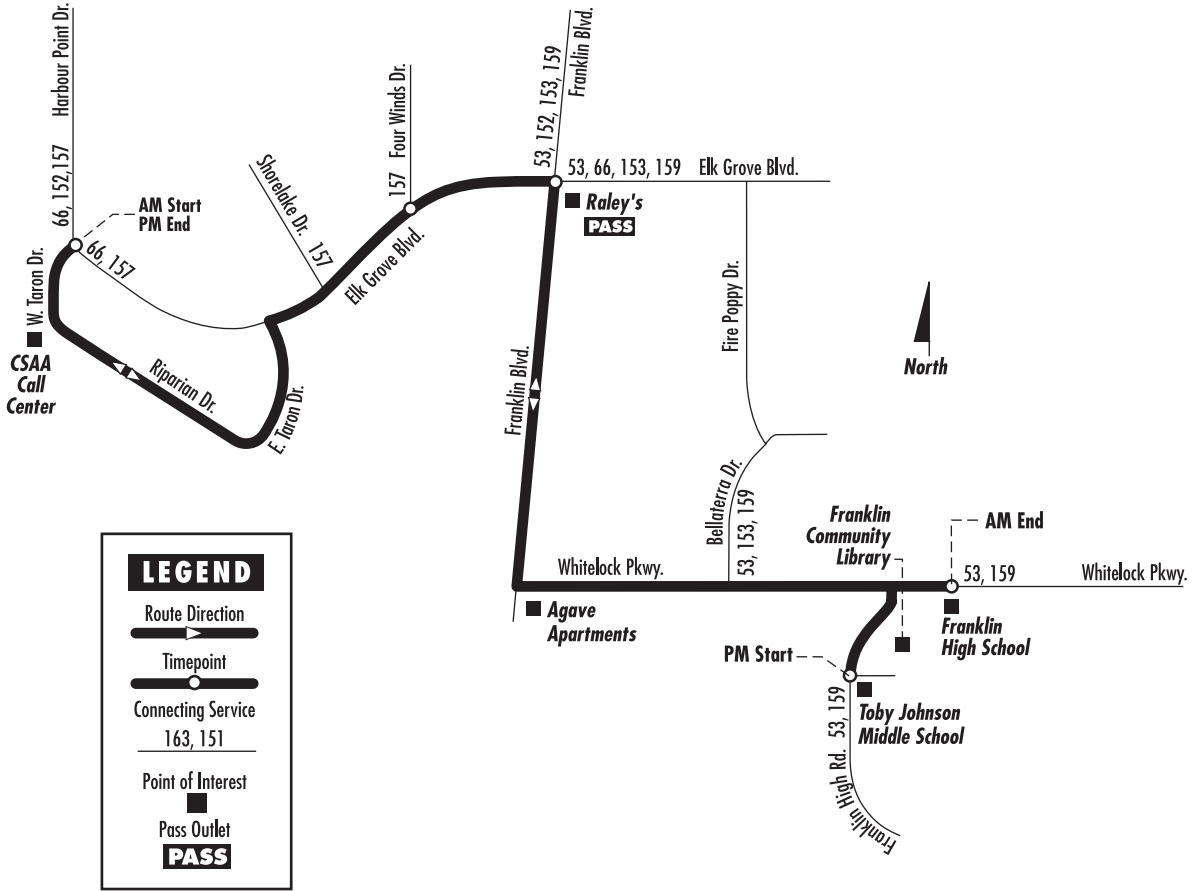 Harbour Point Dr.
66, 152,157
AM Start
PM End
66, 157
W. Taron Dr.
CSAA
Call
Center
Riparian Dr.
E. Taron Dr.
Shorelake Dr.
157
Four Winds Dr.
157
Elk Grove Blvd.
Franklin Blvd.
53, 152, 153, 159
53, 66, 153, 159
Elk Grove Blvd.
Raley's
PASS
Franklin Blvd.
Fire Poppy Dr.
North
Bellaterra Dr.
53, 153, 159
Franklin
Community
Library
AM End
Whitelock Pkwy.
53, 159
Whitelock Pkwy.
Agave
Apartments
Franklin
High School
PM Start
Toby Johnson
Middle School
53, 159
Franklin High Rd.
LEGEND
Route Direction
Timepoint
Connecting Service
163, 151
Point of Interest
Pass Outlet
PASS